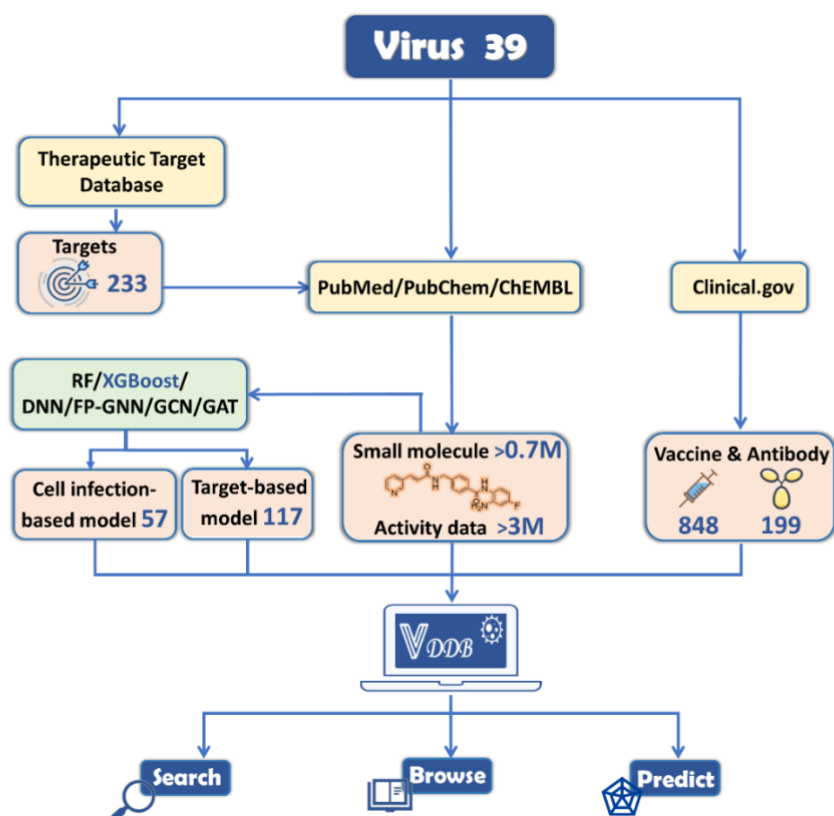 Virus 39
Therapeutic Target
Database
Targets
233
PubMed/PubChem/ChEMBL
Clinical.gov
RF/XGBoost/
DNN/FP-GNN/GCN/GAT
Cell infection-
based model 57
Target-based
model 117
Small molecule >0.7M
O
N
H
N
H
N
O
H₂N
F
Activity data >3M
Vaccine & Antibody
848 199
VDDB
Search
Browse
Predict